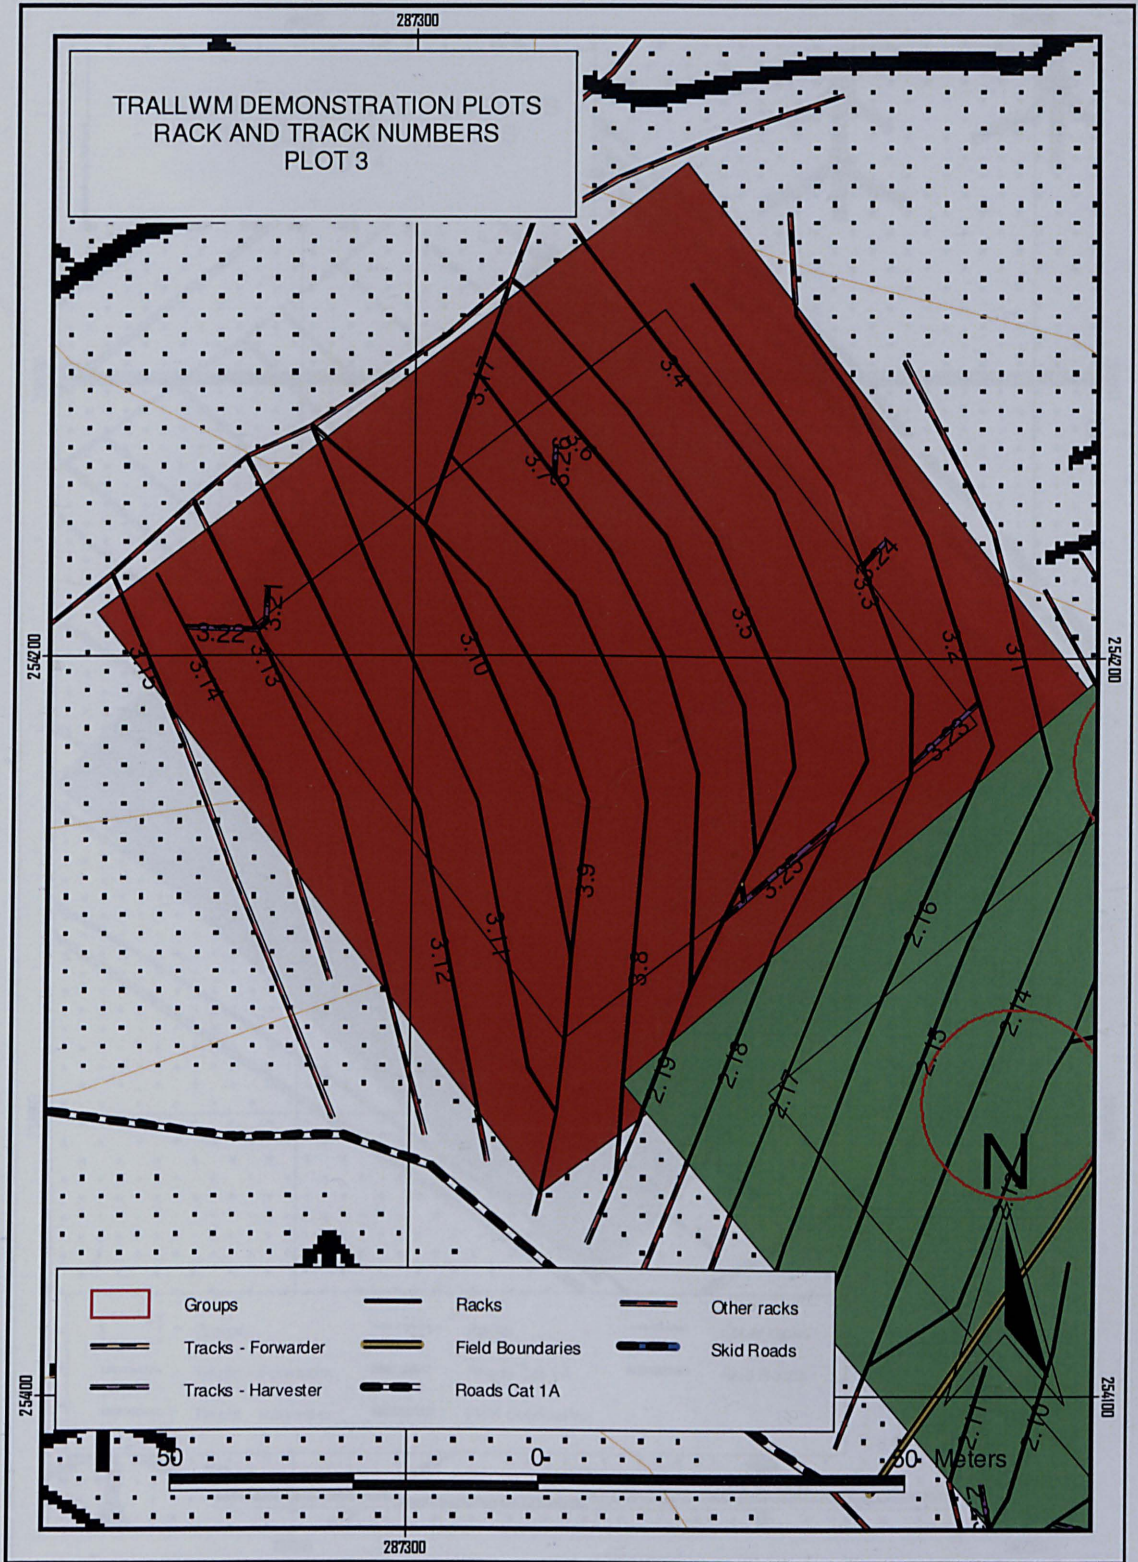 287300
TRALLWM DEMONSTRATION PLOTS
RACK AND TRACK NUMBERS
PLOT 3
3.17
3.4
3.7
3.26
3.6
3.24
3.3
3.21
3.22
3.13
3.14
3.15
3.10
3.5
3.2
3.1
254200
254200
3.23
3.25
3.9
3.11
3.12
3.8
2.16
2.14
2.15
2.19
2.18
2.17
N
Groups
Racks
Other racks
Tracks - Forwarder
Field Boundaries
Skid Roads
Tracks - Harvester
Roads Cat 1A
254100
254100
2.11
2.10
50
0
50 Meters
287300